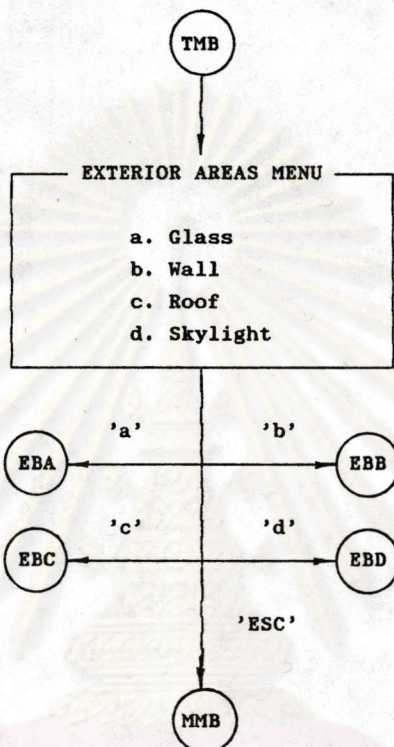 TMB
EXTERIOR AREAS MENU
a. Glass
b. Wall
c. Roof
d. Skylight
'a' 'b'
EBA EBB
'c' 'd'
EBC EBD
'ESC'
MMB